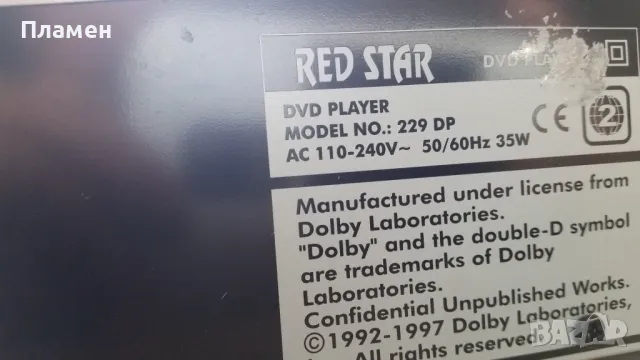 Пламен
RED STAR
DVD PLAYER
MODEL NO.: 229 DP
AC 110-240V~ 50/60Hz 35W
CE
2
Manufactured under license from
Dolby Laboratories.
"Dolby" and the double-D symbol
are trademarks of Dolby
Laboratories.
Confidential Unpublished Works.
©1992-1997 Dolby Laboratories,
All rights reserved
BAZAR